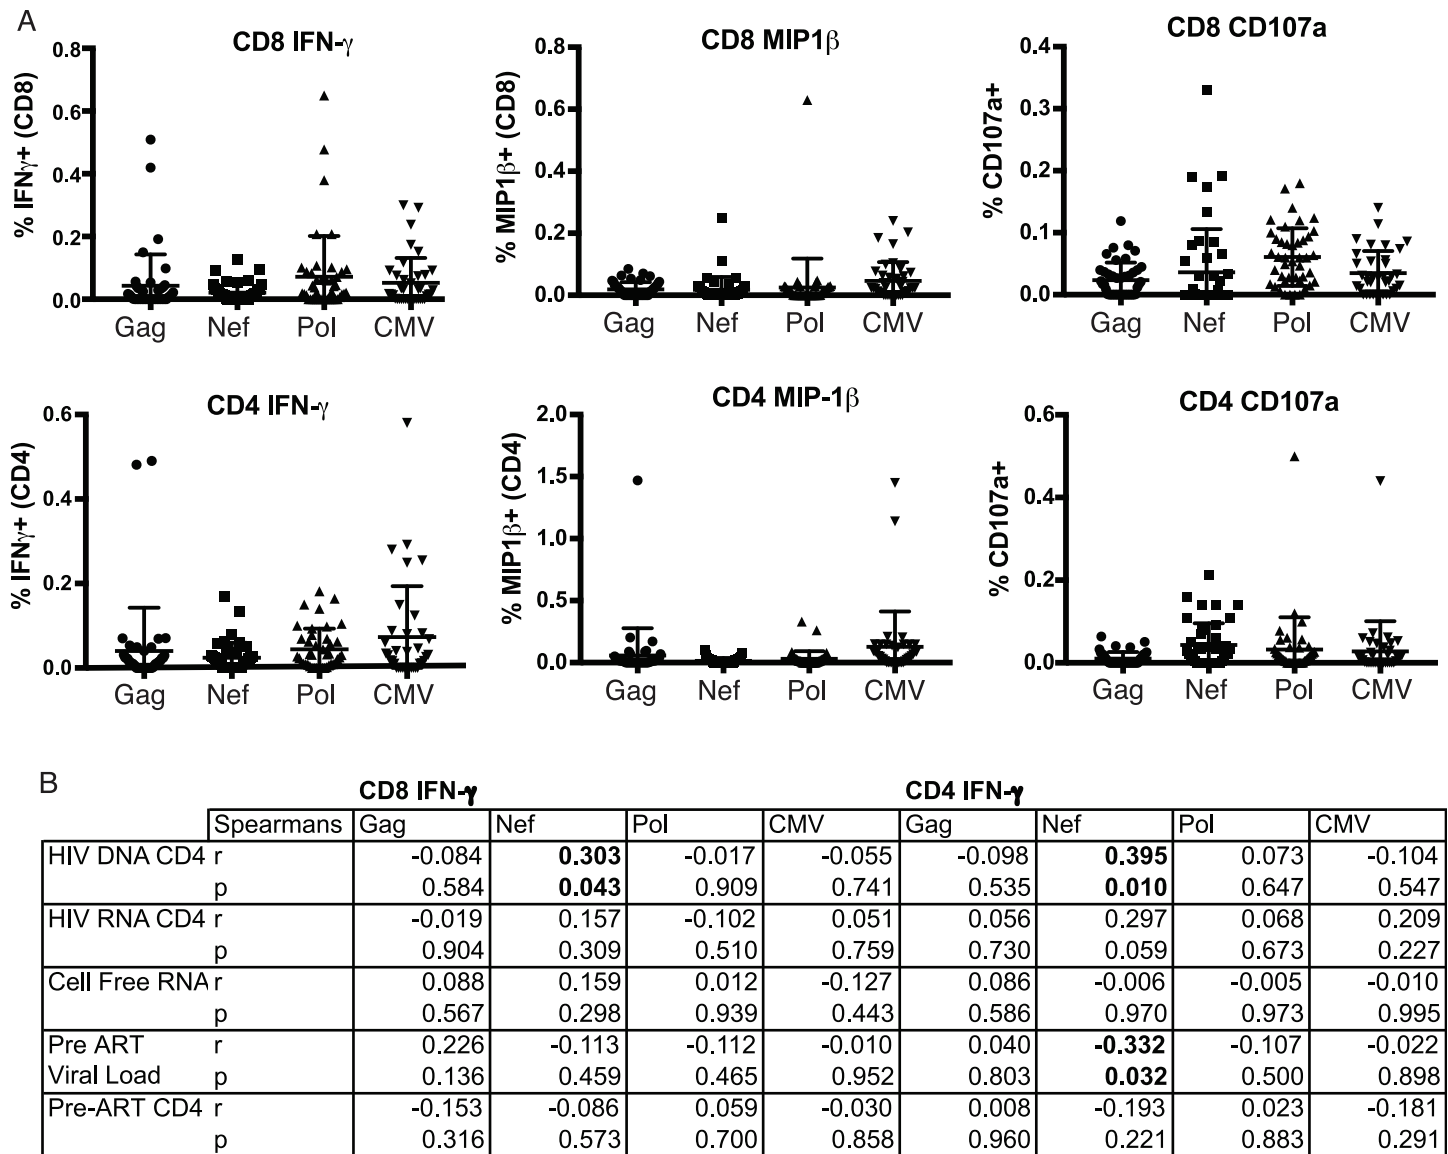 A
CD8 IFN-γ
% IFNγ+ (CD8)
0.8
0.6
0.4
0.2
0.0
Gag Nef Pol CMV
CD8 MIP1β
% MIP1β+ (CD8)
0.8
0.6
0.4
0.2
0.0
Gag Nef Pol CMV
CD8 CD107a
% CD107a+
0.4
0.3
0.2
0.1
0.0
Gag Nef Pol CMV
CD4 IFN-γ
% IFNγ+ (CD4)
0.6
0.4
0.2
0.0
Gag Nef Pol CMV
CD4 MIP-1β
% MIP1β+ (CD4)
2.0
1.5
1.0
0.5
0.0
Gag Nef Pol CMV
CD4 CD107a
% CD107a+
0.6
0.4
0.2
0.0
Gag Nef Pol CMV
B
CD8 IFN-γ CD4 IFN-γ
Spearmans Gag Nef Pol CMV Gag Nef Pol CMV
HIV DNA CD4 r -0.084 0.303 -0.017 -0.055 -0.098 0.395 0.073 -0.104
p 0.584 0.043 0.909 0.741 0.535 0.010 0.647 0.547
HIV RNA CD4 r -0.019 0.157 -0.102 0.051 0.056 0.297 0.068 0.209
p 0.904 0.309 0.510 0.759 0.730 0.059 0.673 0.227
Cell Free RNA r 0.088 0.159 0.012 -0.127 0.086 -0.006 -0.005 -0.010
p 0.567 0.298 0.939 0.443 0.586 0.970 0.973 0.995
Pre ART r 0.226 -0.113 -0.112 -0.010 0.040 -0.332 -0.107 -0.022
Viral Load p 0.136 0.459 0.465 0.952 0.803 0.032 0.500 0.898
Pre-ART CD4 r -0.153 -0.086 0.059 -0.030 0.008 -0.193 0.023 -0.181
p 0.316 0.573 0.700 0.858 0.960 0.221 0.883 0.291